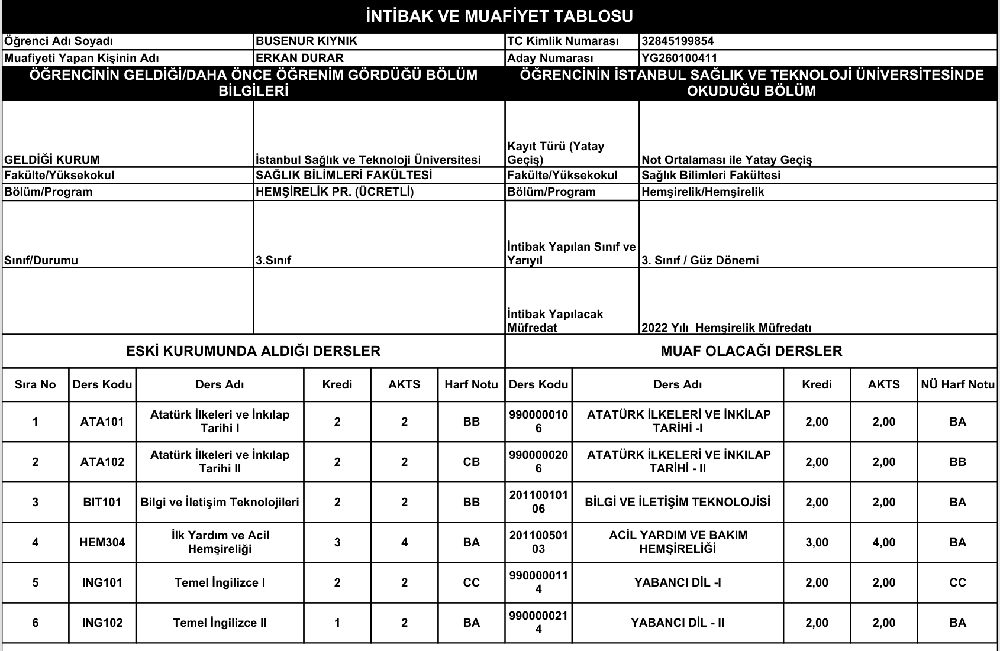 İNTİBAK VE MUAFİYET TABLOSU
Öğrenci Adı Soyadı BUSENUR KIYNIK TC Kimlik Numarası 32845199854
Muafiyeti Yapan Kişinin Adı ERKAN DURAR Aday Numarası YG260100411
ÖĞRENCİNİN GELDİĞİ/DAHA ÖNCE ÖĞRENİM GÖRDÜĞÜ BÖLÜM
BİLGİLERİ
ÖĞRENCİNİN İSTANBUL SAĞLIK VE TEKNOLOJİ ÜNİVERSİTESİNDE
OKUDUĞU BÖLÜM
GELDİĞİ KURUM İstanbul Sağlık ve Teknoloji Üniversitesi
Kayıt Türü (Yatay
Geçiş)
Not Ortalaması ile Yatay Geçiş
Fakülte/Yüksekokul SAĞLIK BİLİMLERİ FAKÜLTESİ Fakülte/Yüksekokul Sağlık Bilimleri Fakültesi
Bölüm/Program HEMŞİRELİK PR. (ÜCRETLİ) Bölüm/Program Hemşirelik/Hemşirelik
Sınıf/Durumu 3.Sınıf
İntibak Yapılan Sınıf ve
Yarıyıl
3. Sınıf / Güz Dönemi
İntibak Yapılacak
Müfredat
2022 Yılı  Hemşirelik Müfredatı
ESKİ KURUMUNDA ALDIĞI DERSLER MUAF OLACAĞI DERSLER
Sıra No Ders Kodu Ders Adı Kredi AKTS Harf Notu Ders Kodu Ders Adı Kredi AKTS NÜ Harf Notu
1 ATA101
Atatürk İlkeleri ve İnkılap
Tarihi I
2 2 BB
990000010
6
ATATÜRK İLKELERİ VE İNKİLAP
TARİHİ -I
2,00 2,00 BA
2 ATA102
Atatürk İlkeleri ve İnkılap
Tarihi II
2 2 CB
990000020
6
ATATÜRK İLKELERİ VE İNKILAP
TARİHİ - II
2,00 2,00 BB
3 BIT101 Bilgi ve İletişim Teknolojileri 2 2 BB
201100101
06
BİLGİ VE İLETİŞİM TEKNOLOJİSİ 2,00 2,00 BA
4 HEM304
İlk Yardım ve Acil
Hemşireliği
3 4 BA
201100501
03
ACİL YARDIM VE BAKIM
HEMŞİRELİĞİ
3,00 4,00 BA
5 ING101 Temel İngilizce I 2 2 CC
990000011
4
YABANCI DİL -I 2,00 2,00 CC
6 ING102 Temel İngilizce II 1 2 BA
990000021
4
YABANCI DİL - II 2,00 2,00 BA